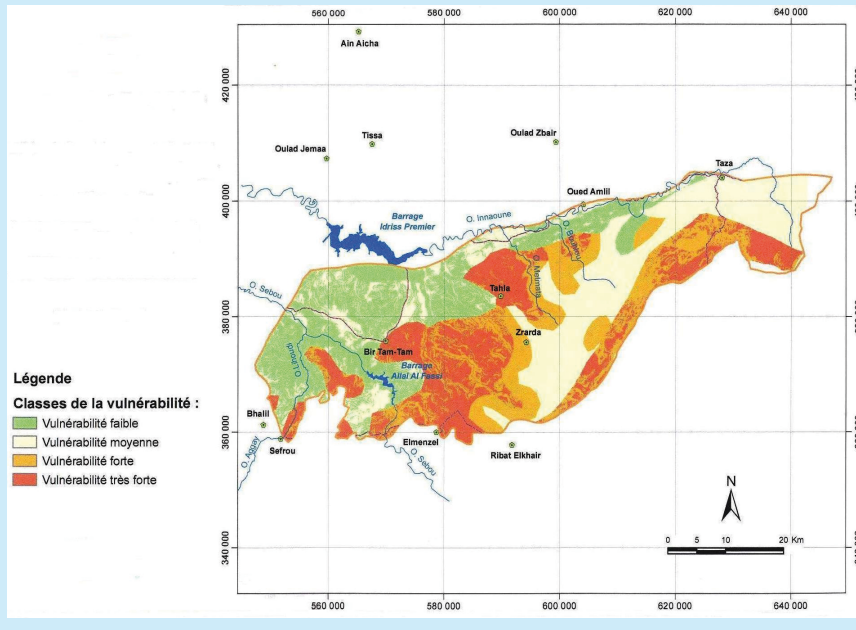 560 000
580 000
600 000
620 000
640 000
Ain Aicha
420 000
Oulad Zbair
Tissa
Oulad Jemaa
Taza
Oued Amlil
400 000
Barrage
Idriss Premier
O. Innaoune
O. Bouhlou
O. Matmata
O. Sebou
Tahla
380 000
Zrarda
Bir Tam-Tam
Barrage
Allal Al Fassi
Légende
Classes de la vulnérabilité :
Vulnérabilité faible
Vulnérabilité moyenne
Vulnérabilité forte
Vulnérabilité très forte
Bhalil
360 000
Sefrou
O. Aggay
Elmenzel
Ribat Elkhair
O. Sebou
N
0 5 10 20 Km
340 000
560 000
580 000
600 000
620 000
640 000